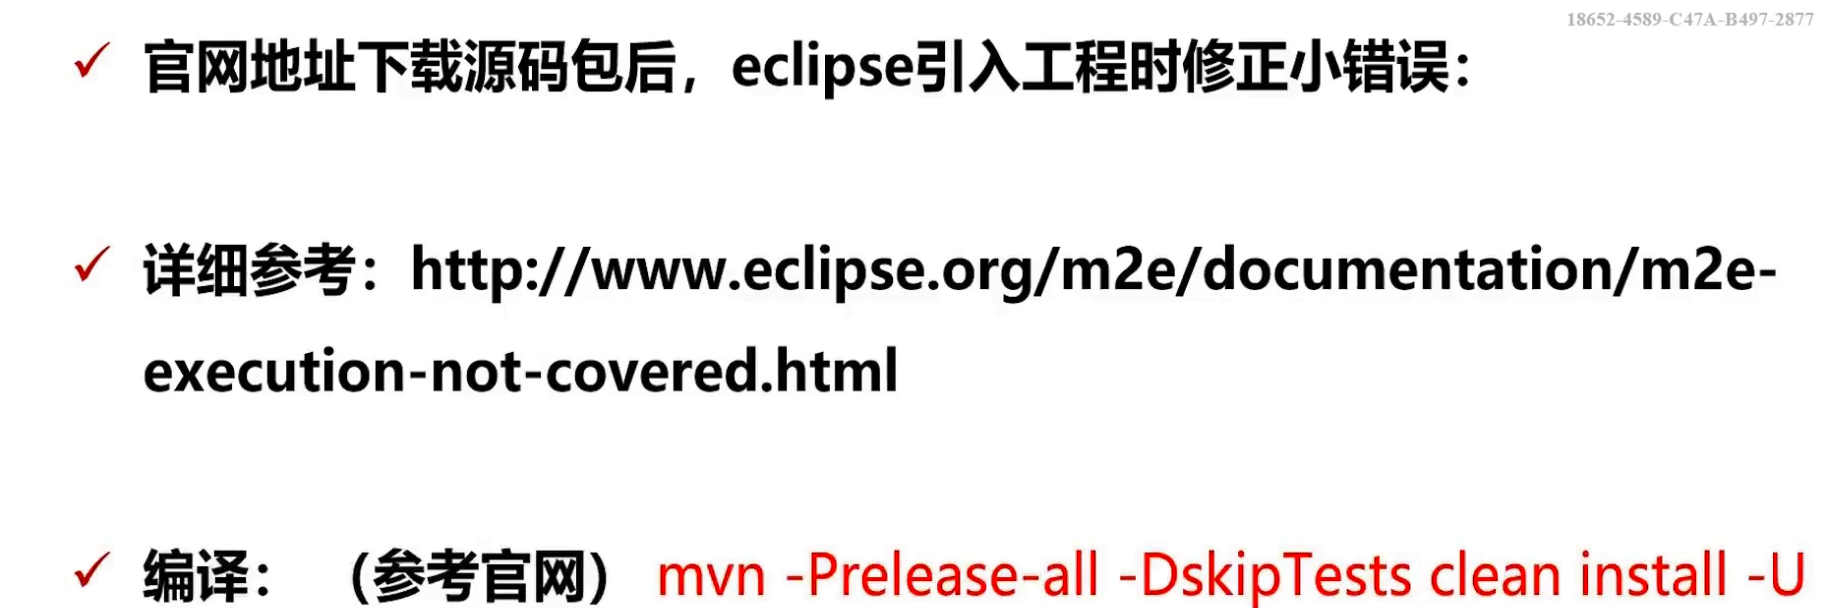 18652-4589-C47A-B497-2877
✓ 官网地址下载源码包后，eclipse引入工程时修正小错误：
✓ 详细参考：http://www.eclipse.org/m2e/documentation/m2e-
execution-not-covered.html
✓ 编译：（参考官网） mvn -Prelease-all -DskipTests clean install -U